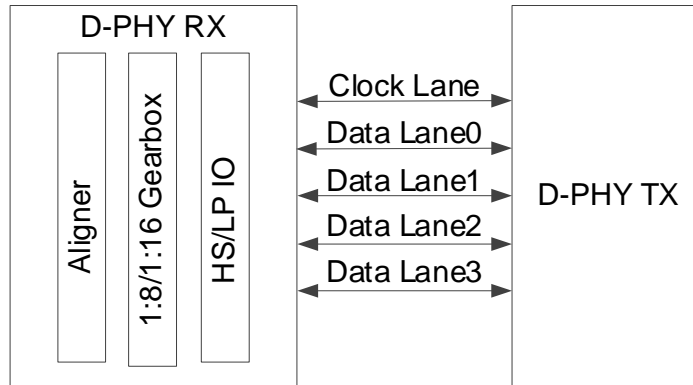 D-PHY RX
Aligner
1:8/1:16 Gearbox
HS/LP IO
Clock Lane
Data Lane0
Data Lane1
Data Lane2
Data Lane3
D-PHY TX